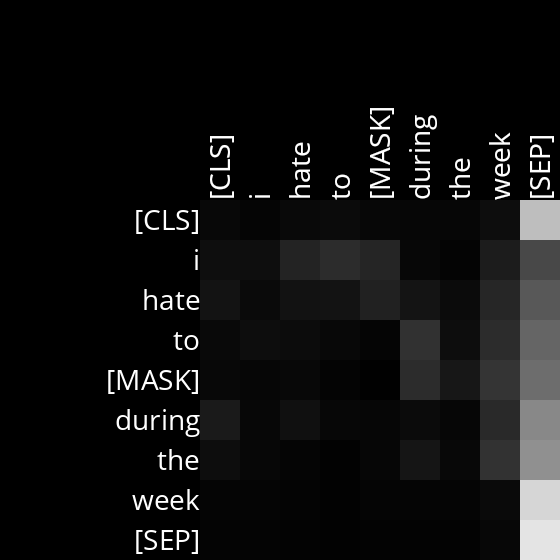 [CLS] i hate to [MASK] during the week [SEP]
[CLS]
i
hate
to
[MASK]
during
the
week
[SEP]